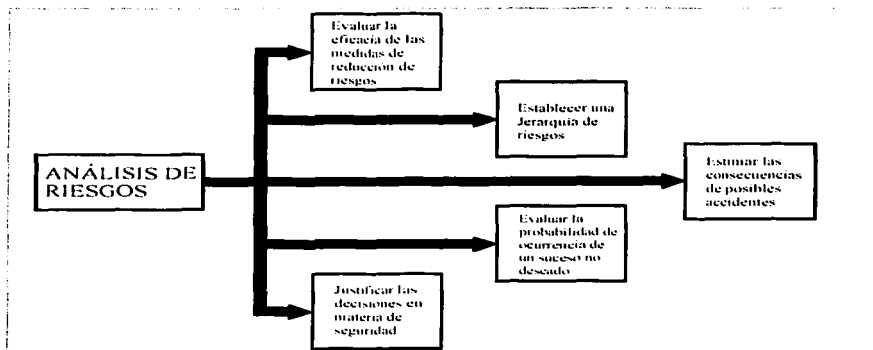 Evaluar la
eficacia de las
medidas de
reducción de
riesgos
Establecer una
Jerarquía de
riesgos
ANÁLISIS DE
RIESGOS
Estimar las
consecuencias
de posibles
accidentes
Evaluar la
probabilidad de
ocurrencia de
un suceso no
deseado
Justificar las
decisiones en
materia de
seguridad